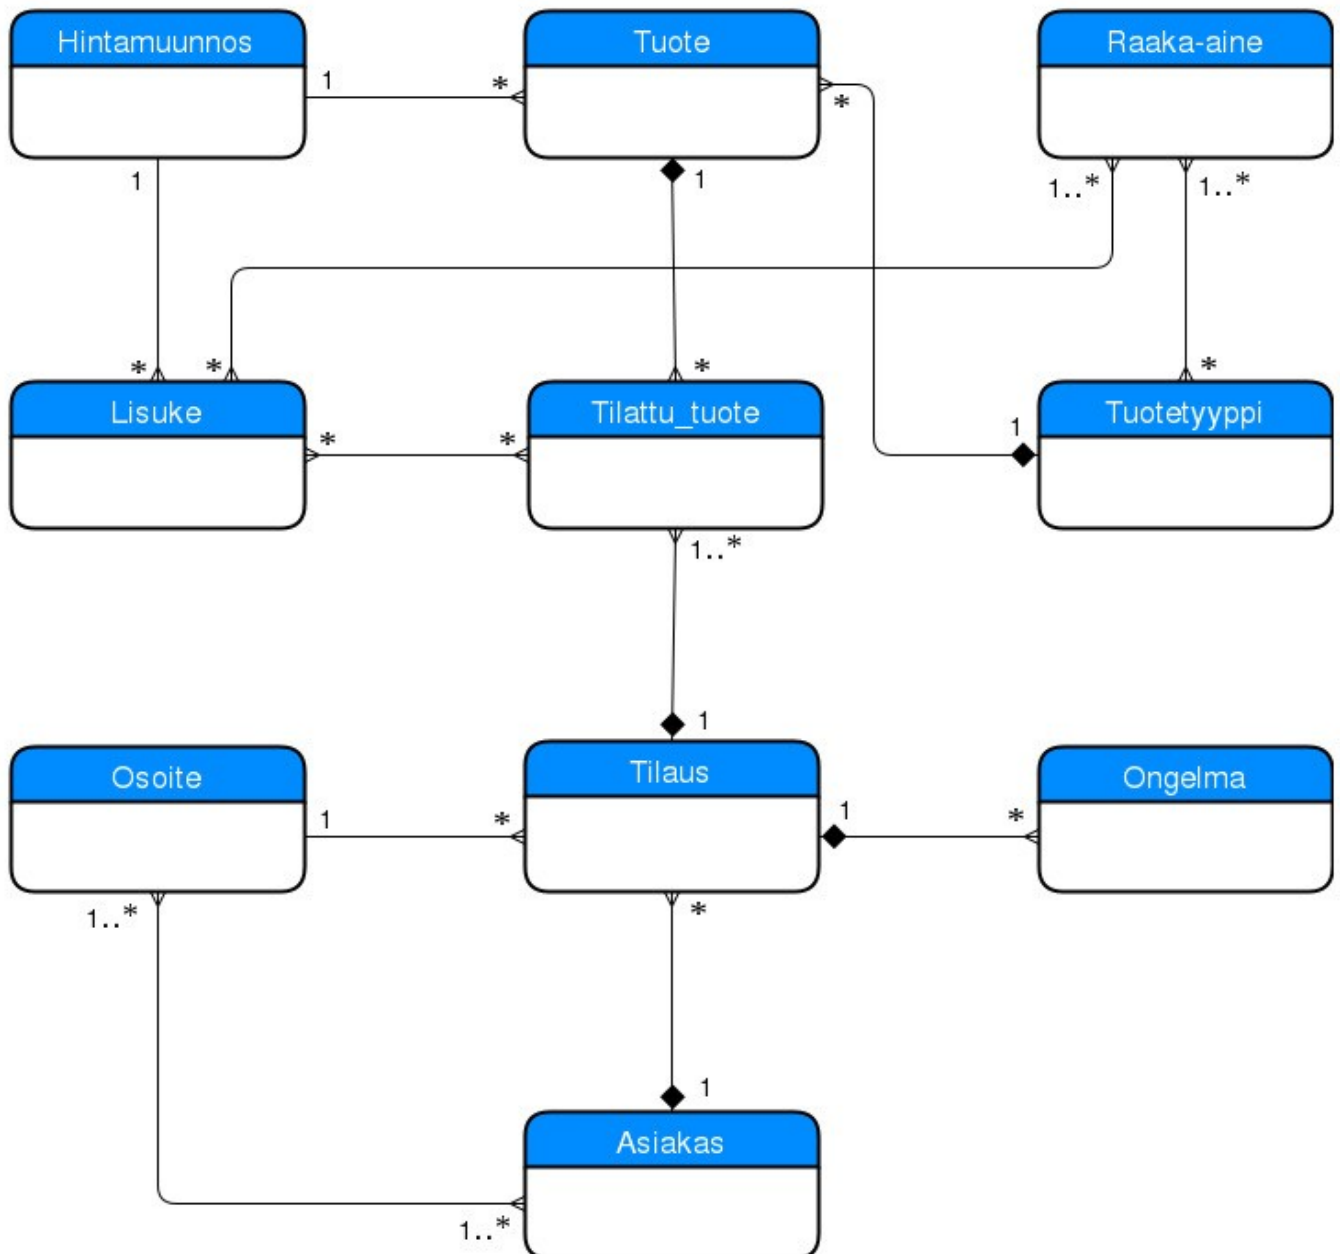 Hintamuunnos
Tuote
Raaka-aine
1
*
*
1
1
1..*
1..*
*
*
*
*
Lisuke
Tilattu_tuote
Tuotetyyppi
*
*
1
1..*
1
Osoite
Tilaus
Ongelma
1
*
1
*
1..*
*
1
Asiakas
1..*